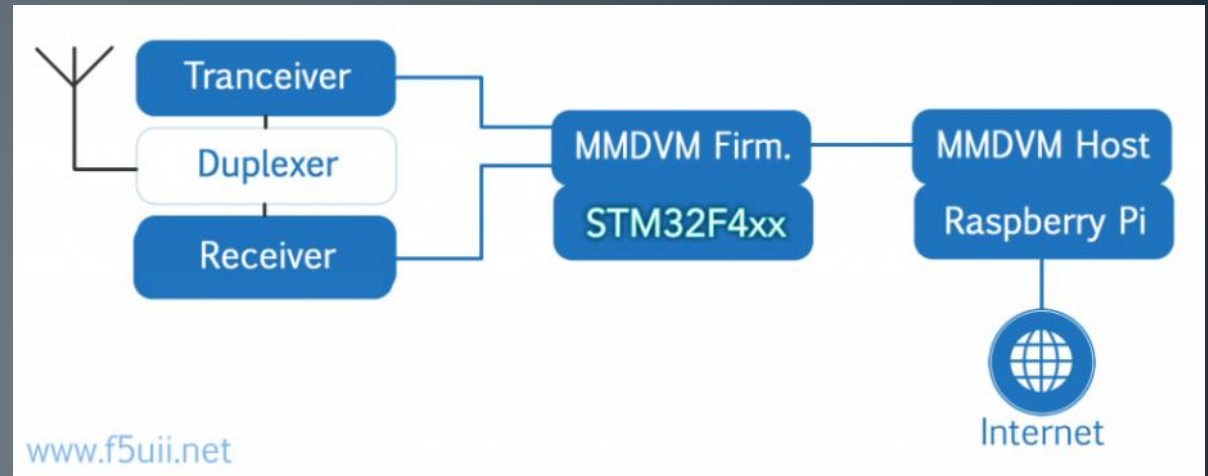 Tranceiver
Duplexer
Receiver
MMDVM Firm.
STM32F4xx
MMDVM Host
Raspberry Pi
Internet
www.f5uii.net